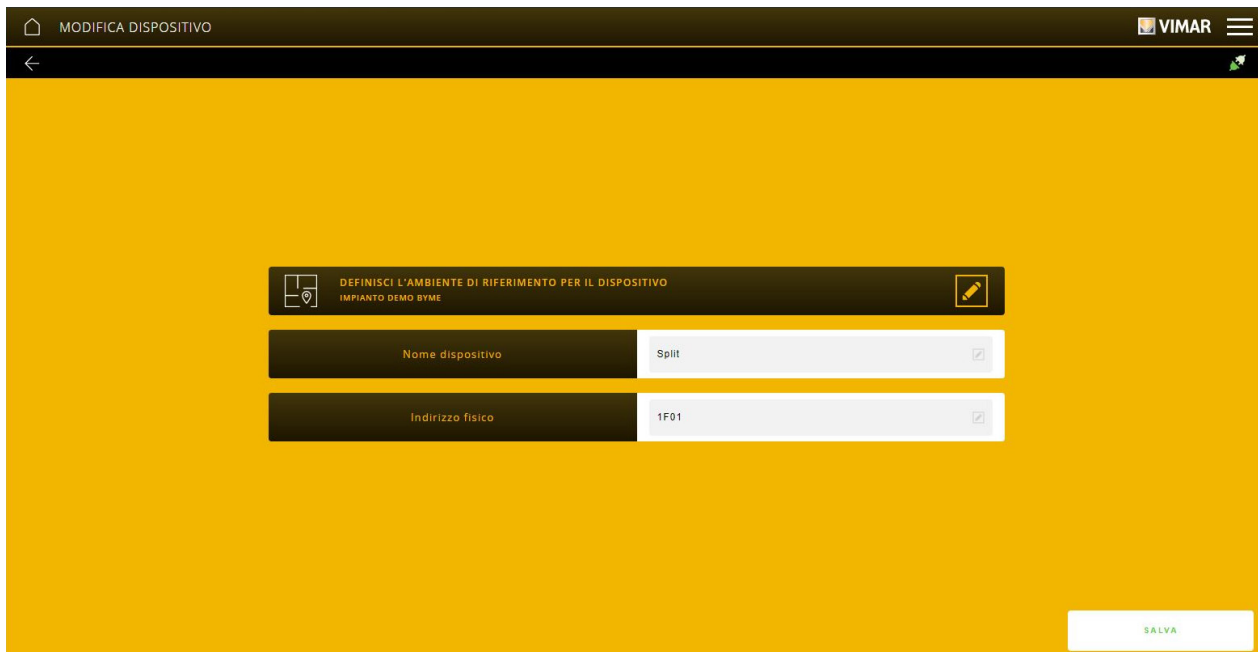 MODIFICA DISPOSITIVO
VIMAR
DEFINISCI L'AMBIENTE DI RIFERIMENTO PER IL DISPOSITIVO
IMPIANTO DEMO BYME
Nome dispositivo
Split
Indirizzo fisico
1F01
SALVA